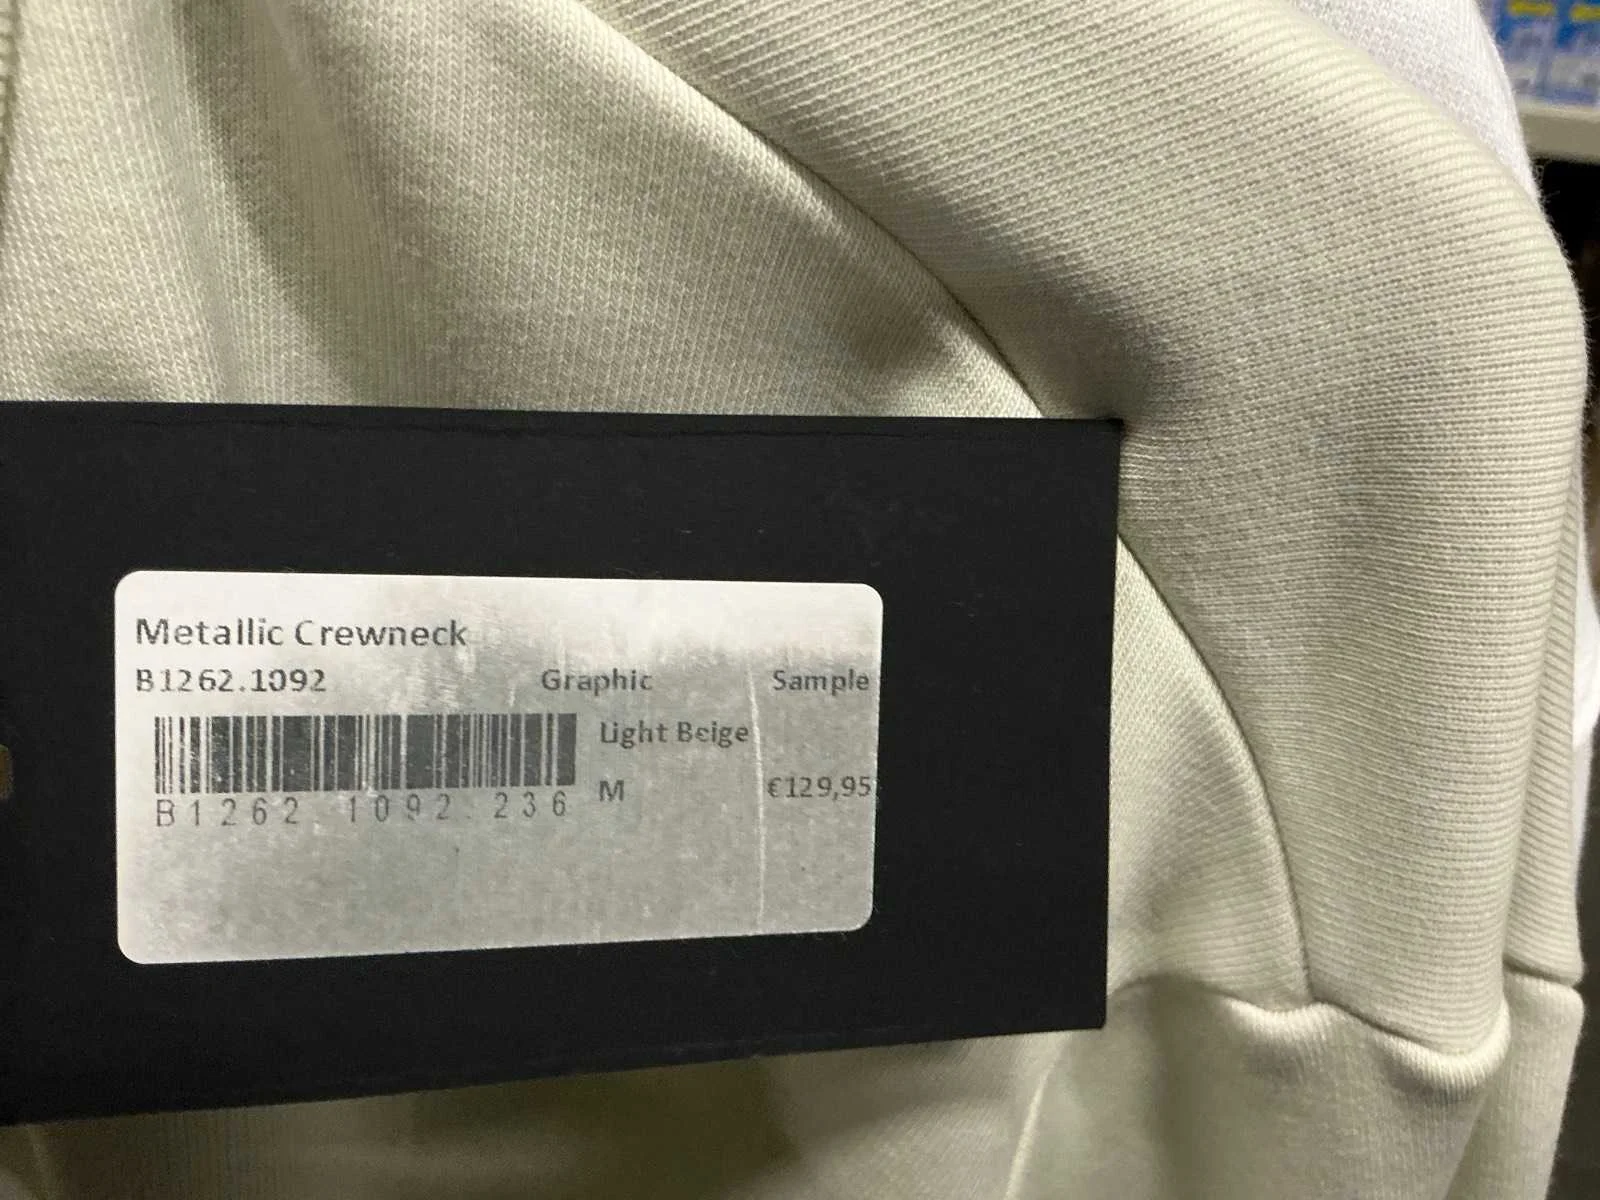 Metallic Crewneck
B1262.1092 Graphic Sample
Light Beige
M €129,95
B1262.1092.236